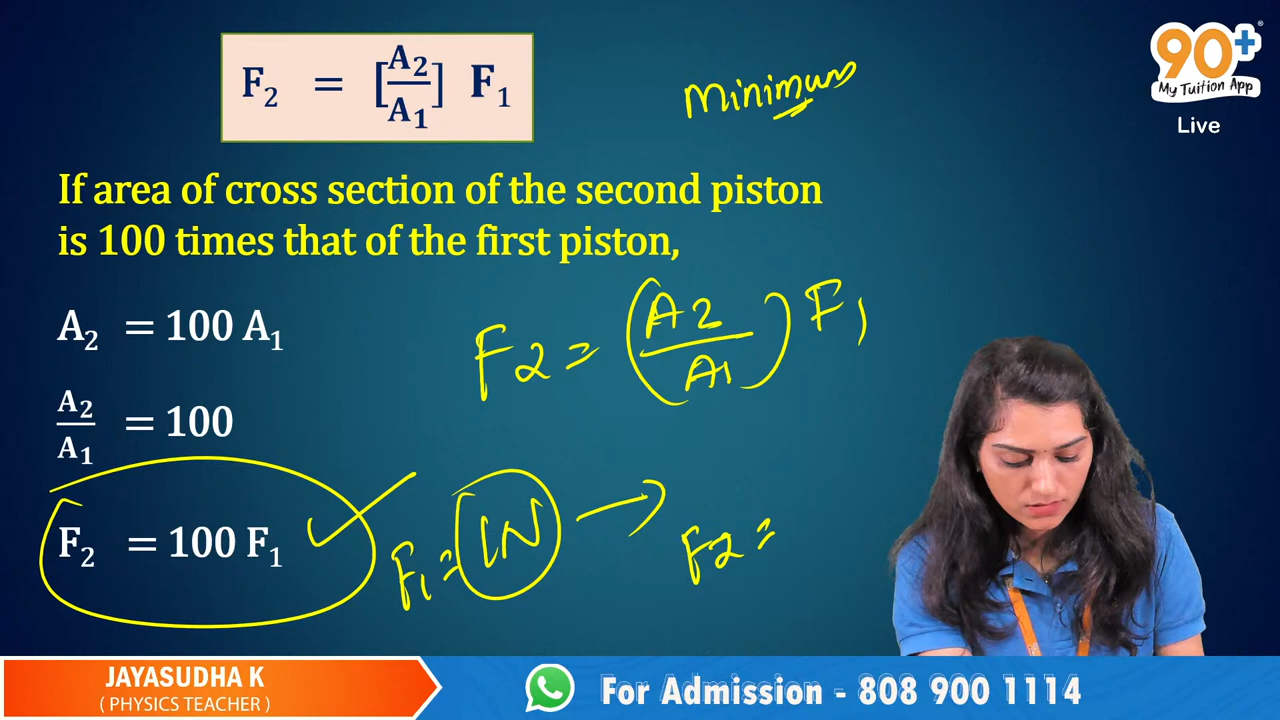 F₂ = [A₂/A₁] F₁
Minimum
90+
My Tuition App
Live
If area of cross section of the second piston
is 100 times that of the first piston,
A₂ = 100 A₁
F2 = (A2/A1) F1
A₂/A₁ = 100
F₂ = 100 F₁
F1 = 1N → F2 =
JAYASUDHA K
( PHYSICS TEACHER )
For Admission - 808 900 1114